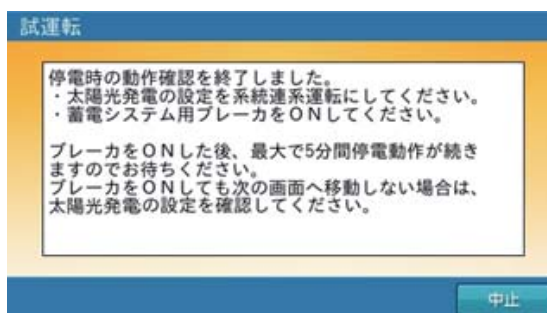 試運転
停電時の動作確認を終了しました。
・太陽光発電の設定を系統連系運転にしてください。
・蓄電システム用ブレーカをＯＮしてください。
ブレーカをＯＮした後、最大で5分間停電動作が続き
ますのでお待ちください。
ブレーカをＯＮしても次の画面へ移動しない場合は、
太陽光発電の設定を確認してください。
中止